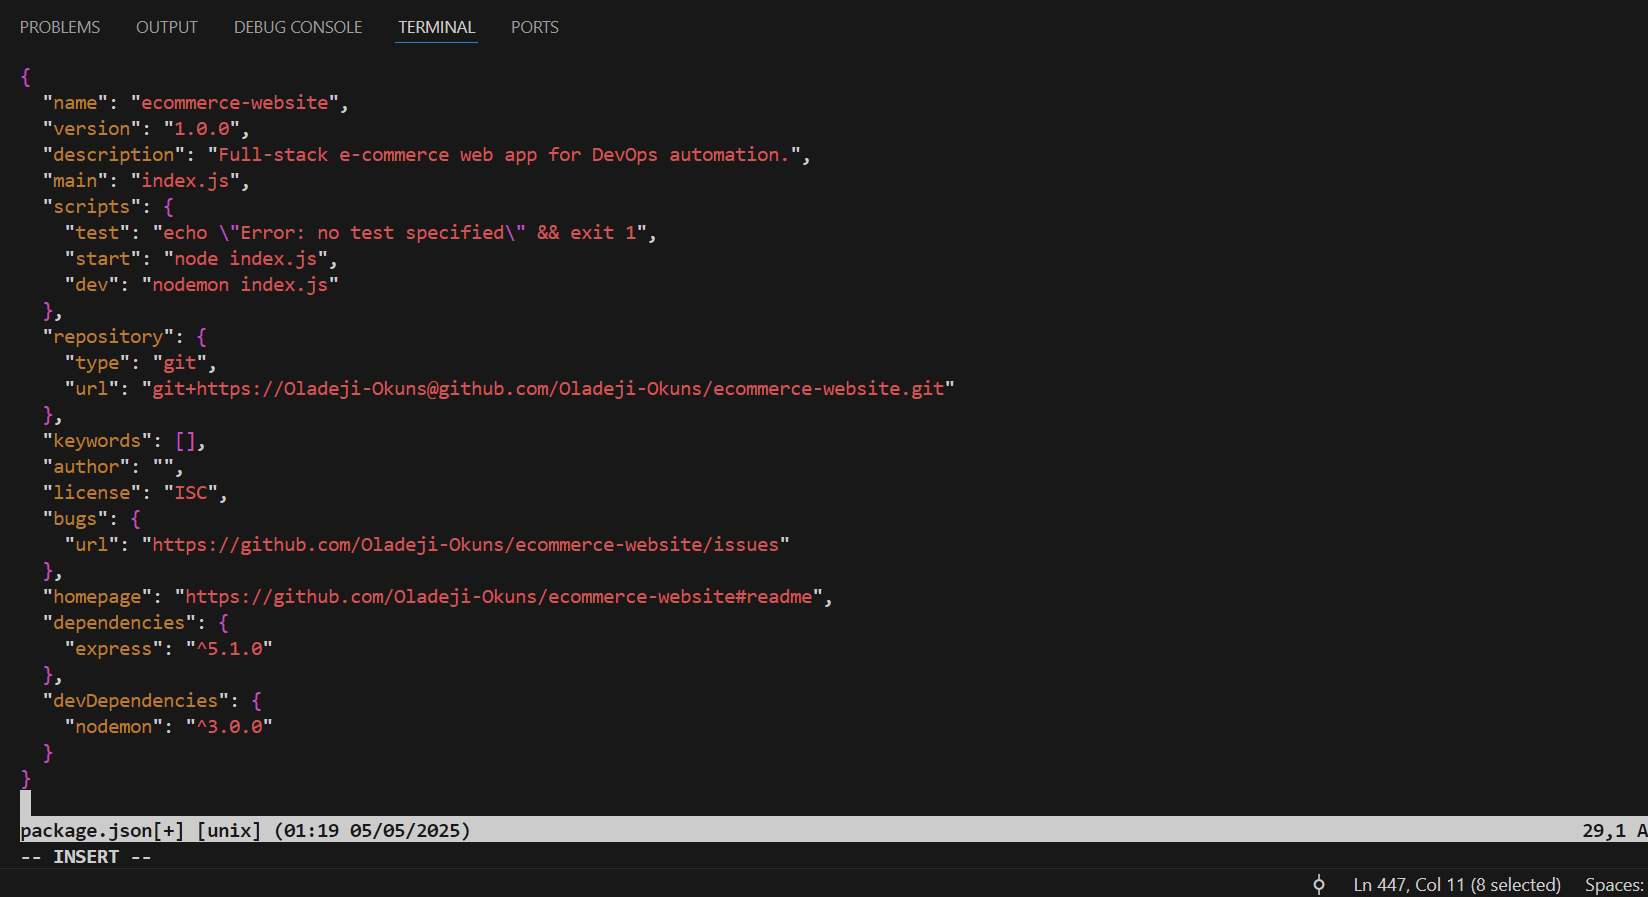 PROBLEMS OUTPUT DEBUG CONSOLE TERMINAL PORTS
{
  "name": "ecommerce-website",
  "version": "1.0.0",
  "description": "Full-stack e-commerce web app for DevOps automation.",
  "main": "index.js",
  "scripts": {
    "test": "echo \"Error: no test specified\" && exit 1",
    "start": "node index.js",
    "dev": "nodemon index.js"
  },
  "repository": {
    "type": "git",
    "url": "git+https://Oladeji-Okuns@github.com/Oladeji-Okuns/ecommerce-website.git"
  },
  "keywords": [],
  "author": "",
  "license": "ISC",
  "bugs": {
    "url": "https://github.com/Oladeji-Okuns/ecommerce-website/issues"
  },
  "homepage": "https://github.com/Oladeji-Okuns/ecommerce-website#readme",
  "dependencies": {
    "express": "^5.1.0"
  },
  "devDependencies": {
    "nodemon": "^3.0.0"
  }
}
package.json[+] [unix] (01:19 05/05/2025) 29,1 A
-- INSERT --
Ln 447, Col 11 (8 selected) Spaces: